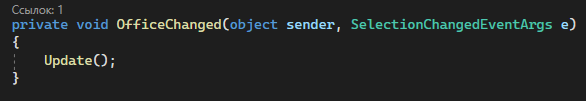 Ссылок: 1
private void OfficeChanged(object sender, SelectionChangedEventArgs e)
{
    Update();
}